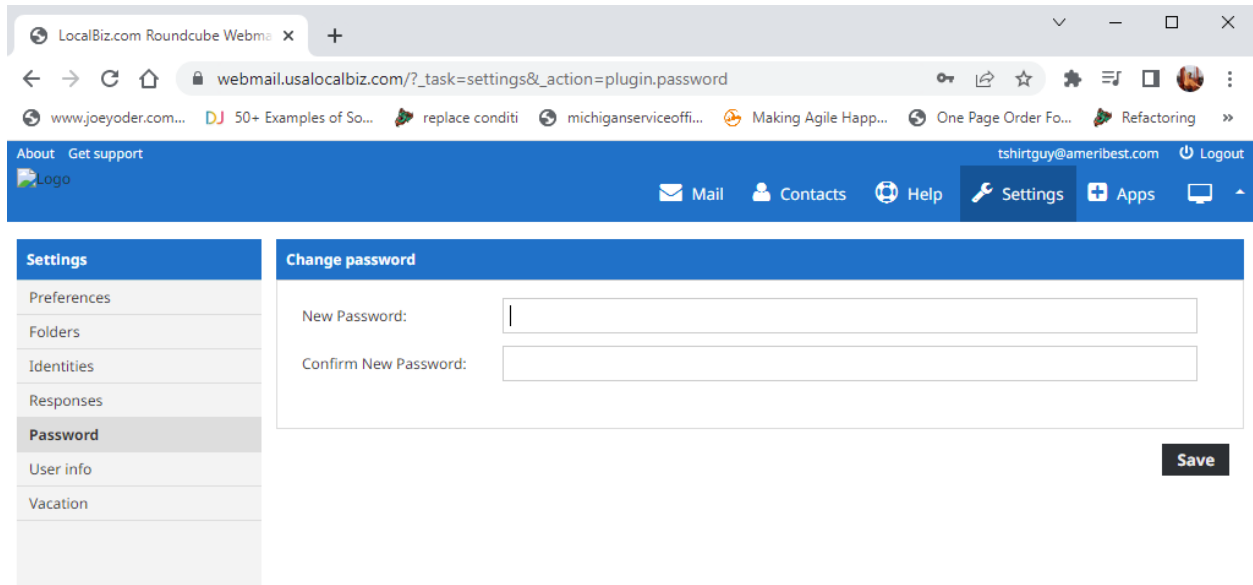 LocalBiz.com Roundcube Webma
webmail.usalocalbiz.com/?_task=settings&_action=plugin.password
www.joeyoder.com... DJ 50+ Examples of So... replace conditi michiganserviceoffi... Making Agile Happ... One Page Order Fo... Refactoring »
About Get support tshirtguy@ameribest.com Logout
Logo
Mail Contacts Help Settings Apps
Settings
Preferences
Folders
Identities
Responses
Password
User info
Vacation
Change password
New Password:
Confirm New Password:
Save